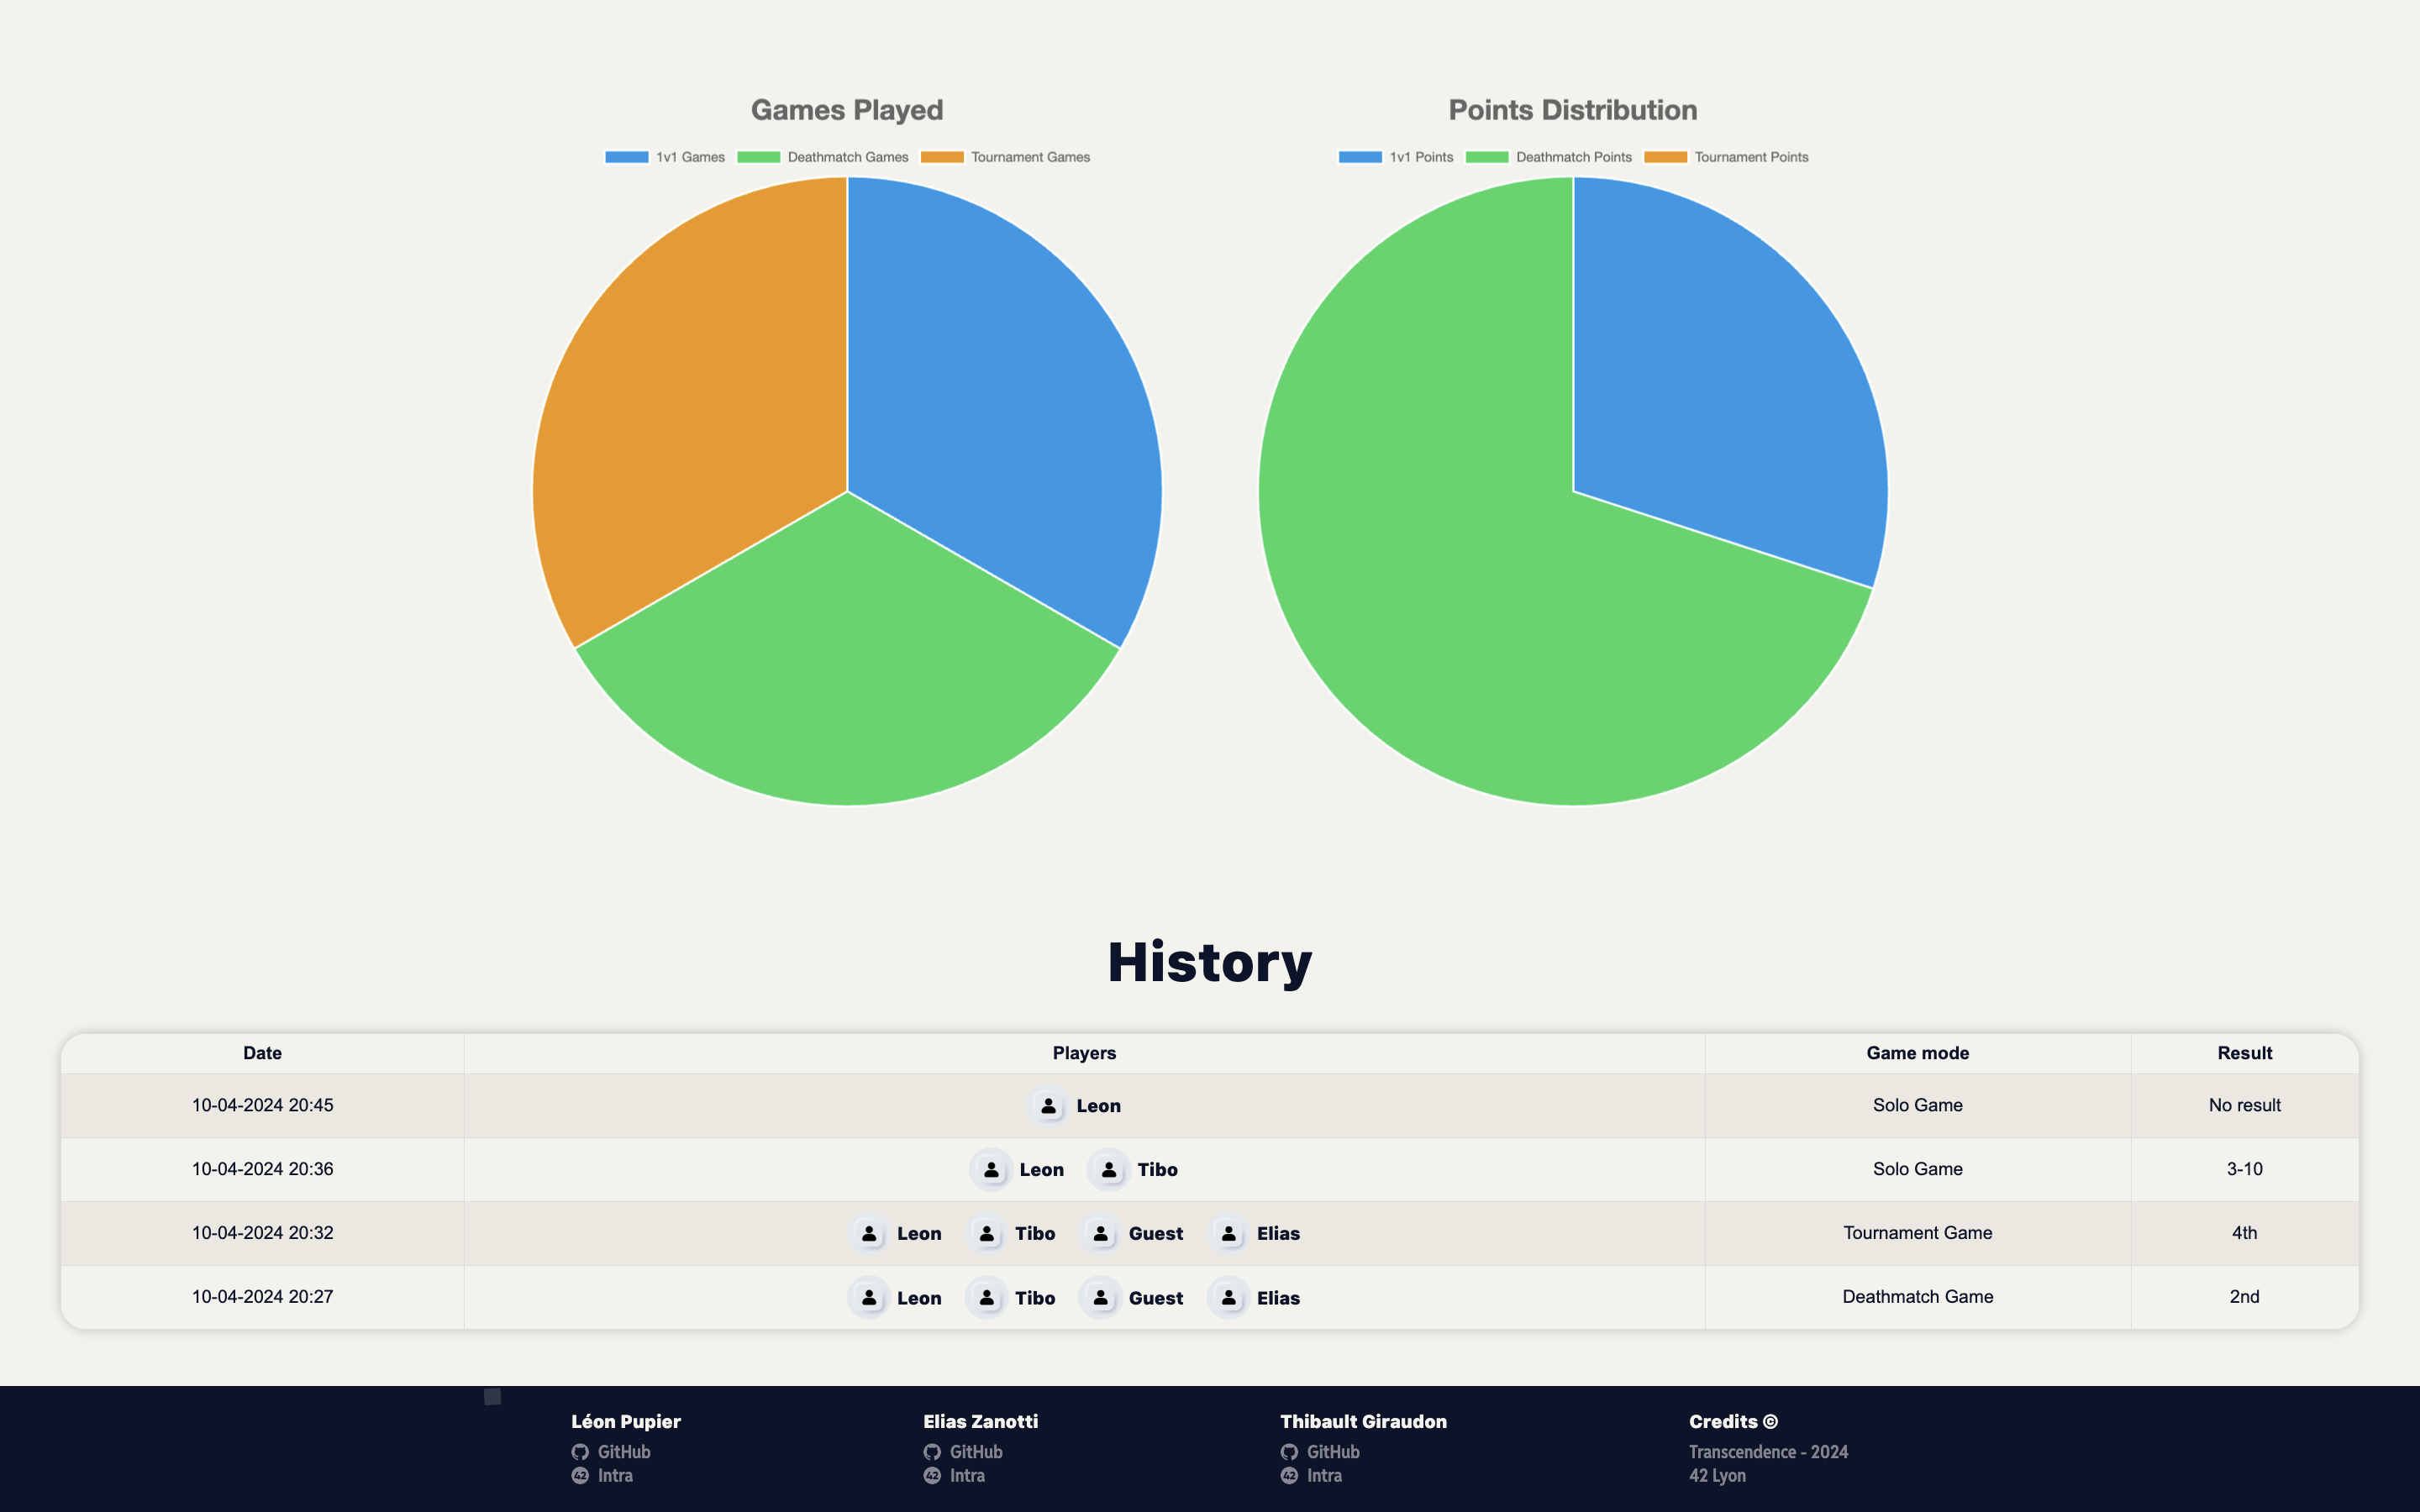 Games Played
1v1 Games Deathmatch Games Tournament Games
Points Distribution
1v1 Points Deathmatch Points Tournament Points
History
Date Players Game mode Result
10-04-2024 20:45 Leon Solo Game No result
10-04-2024 20:36 Leon Tibo Solo Game 3-10
10-04-2024 20:32 Leon Tibo Guest Elias Tournament Game 4th
10-04-2024 20:27 Leon Tibo Guest Elias Deathmatch Game 2nd
Léon Pupier
GitHub
42 Intra
Elias Zanotti
GitHub
42 Intra
Thibault Giraudon
GitHub
42 Intra
Credits ©
Transcendence - 2024
42 Lyon